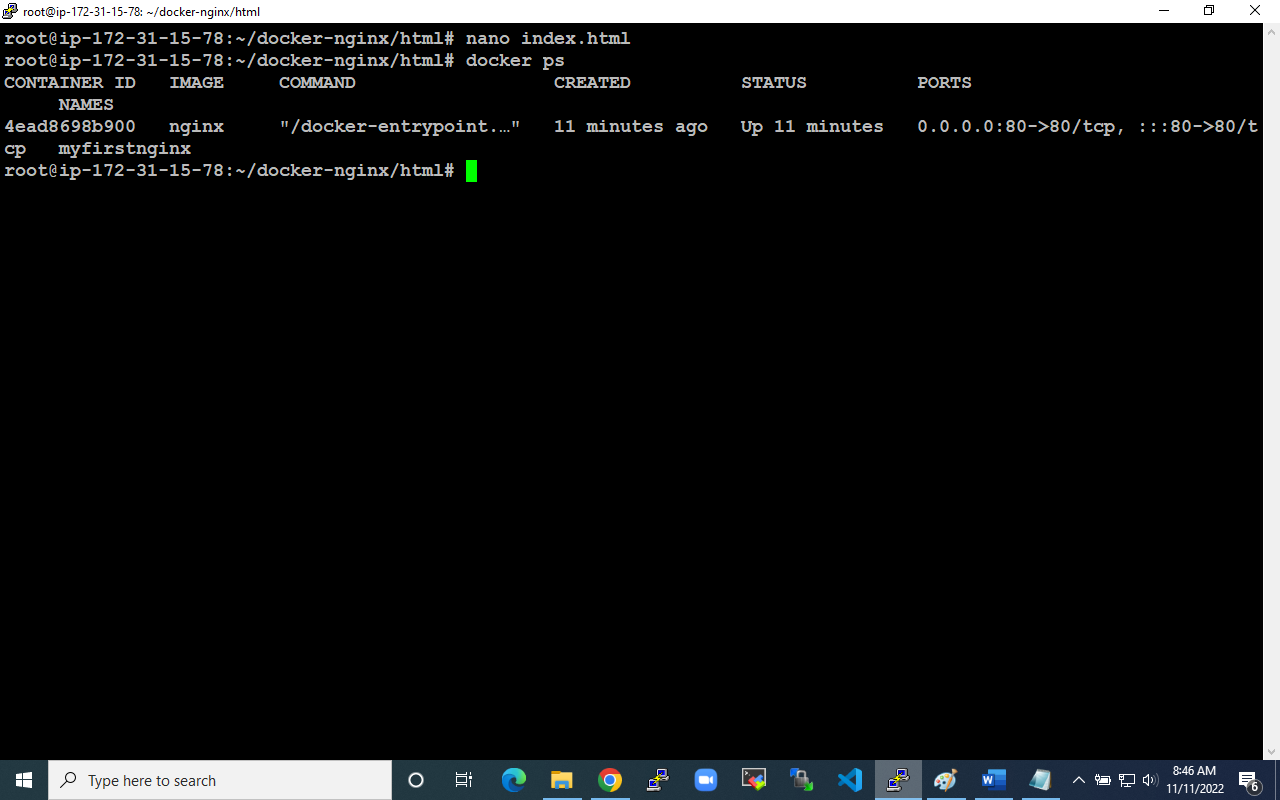 root@ip-172-31-15-78: ~/docker-nginx/html
root@ip-172-31-15-78:~/docker-nginx/html# nano index.html
root@ip-172-31-15-78:~/docker-nginx/html# docker ps
CONTAINER ID   IMAGE     COMMAND                  CREATED          STATUS          PORTS
     NAMES
4ead8698b900   nginx     "/docker-entrypoint.…"   11 minutes ago   Up 11 minutes   0.0.0.0:80->80/tcp, :::80->80/t
cp   myfirstnginx
root@ip-172-31-15-78:~/docker-nginx/html#
Type here to search
8:46 AM
11/11/2022
6